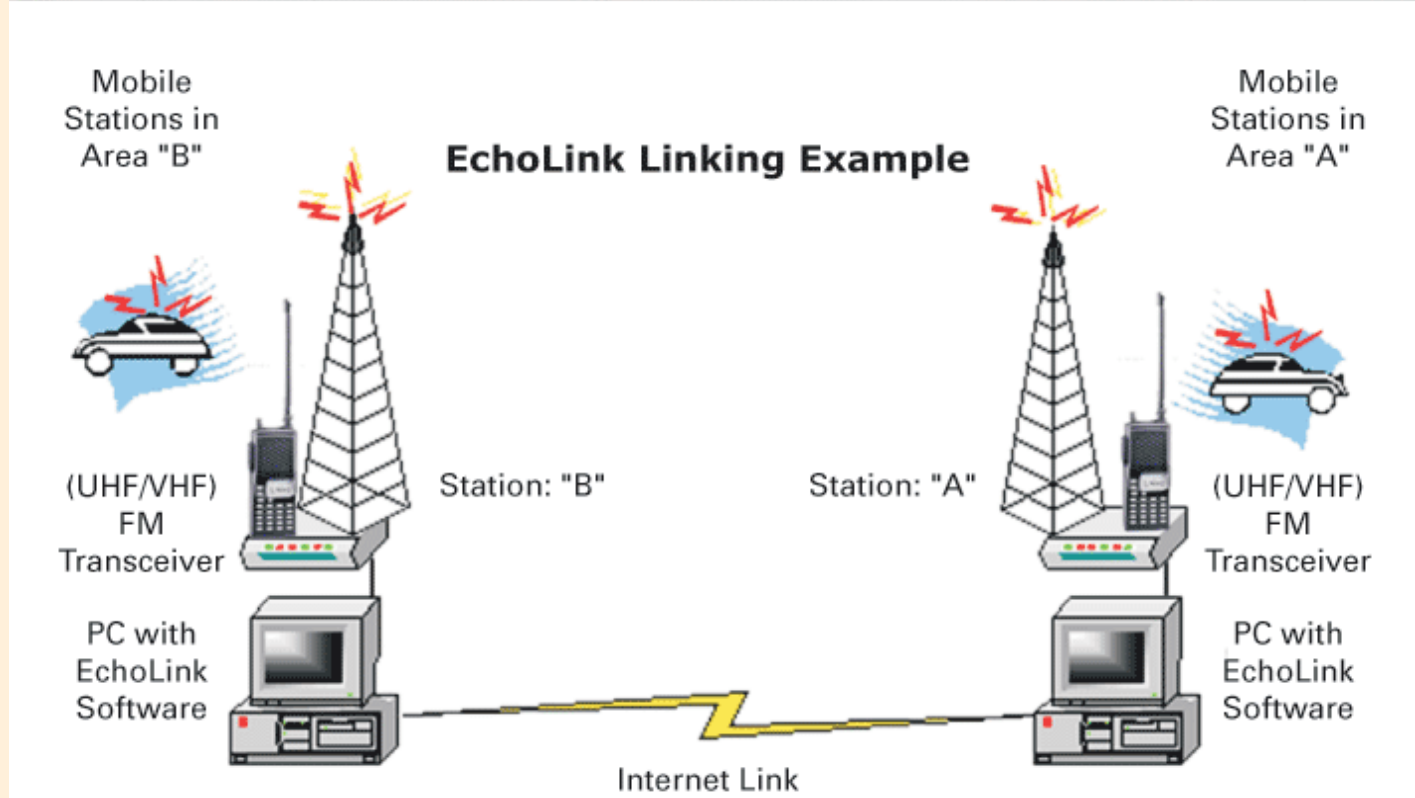 Mobile
Stations in
Area "B"
EchoLink Linking Example
Mobile
Stations in
Area "A"
(UHF/VHF)
FM
Transceiver
Station: "B"
Station: "A"
(UHF/VHF)
FM
Transceiver
PC with
EchoLink
Software
PC with
EchoLink
Software
Internet Link